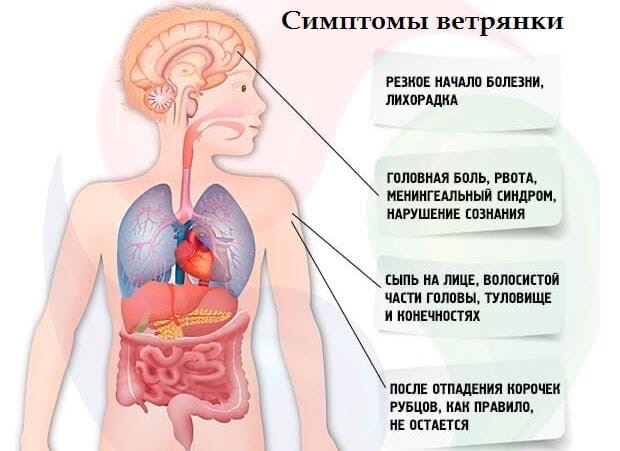 Симптомы ветрянки
РЕЗКОЕ НАЧАЛО БОЛЕЗНИ,
ЛИХОРАДКА
ГОЛОВНАЯ БОЛЬ, РВОТА,
МЕНИНГЕАЛЬНЫЙ СИНДРОМ,
НАРУШЕНИЕ СОЗНАНИЯ
СЫПЬ НА ЛИЦЕ, ВОЛОСИСТОЙ
ЧАСТИ ГОЛОВЫ, ТУЛОВИЩЕ
И КОНЕЧНОСТЯХ
ПОСЛЕ ОТПАДЕНИЯ КОРОЧЕК
РУБЦОВ, КАК ПРАВИЛО,
НЕ ОСТАЕТСЯ